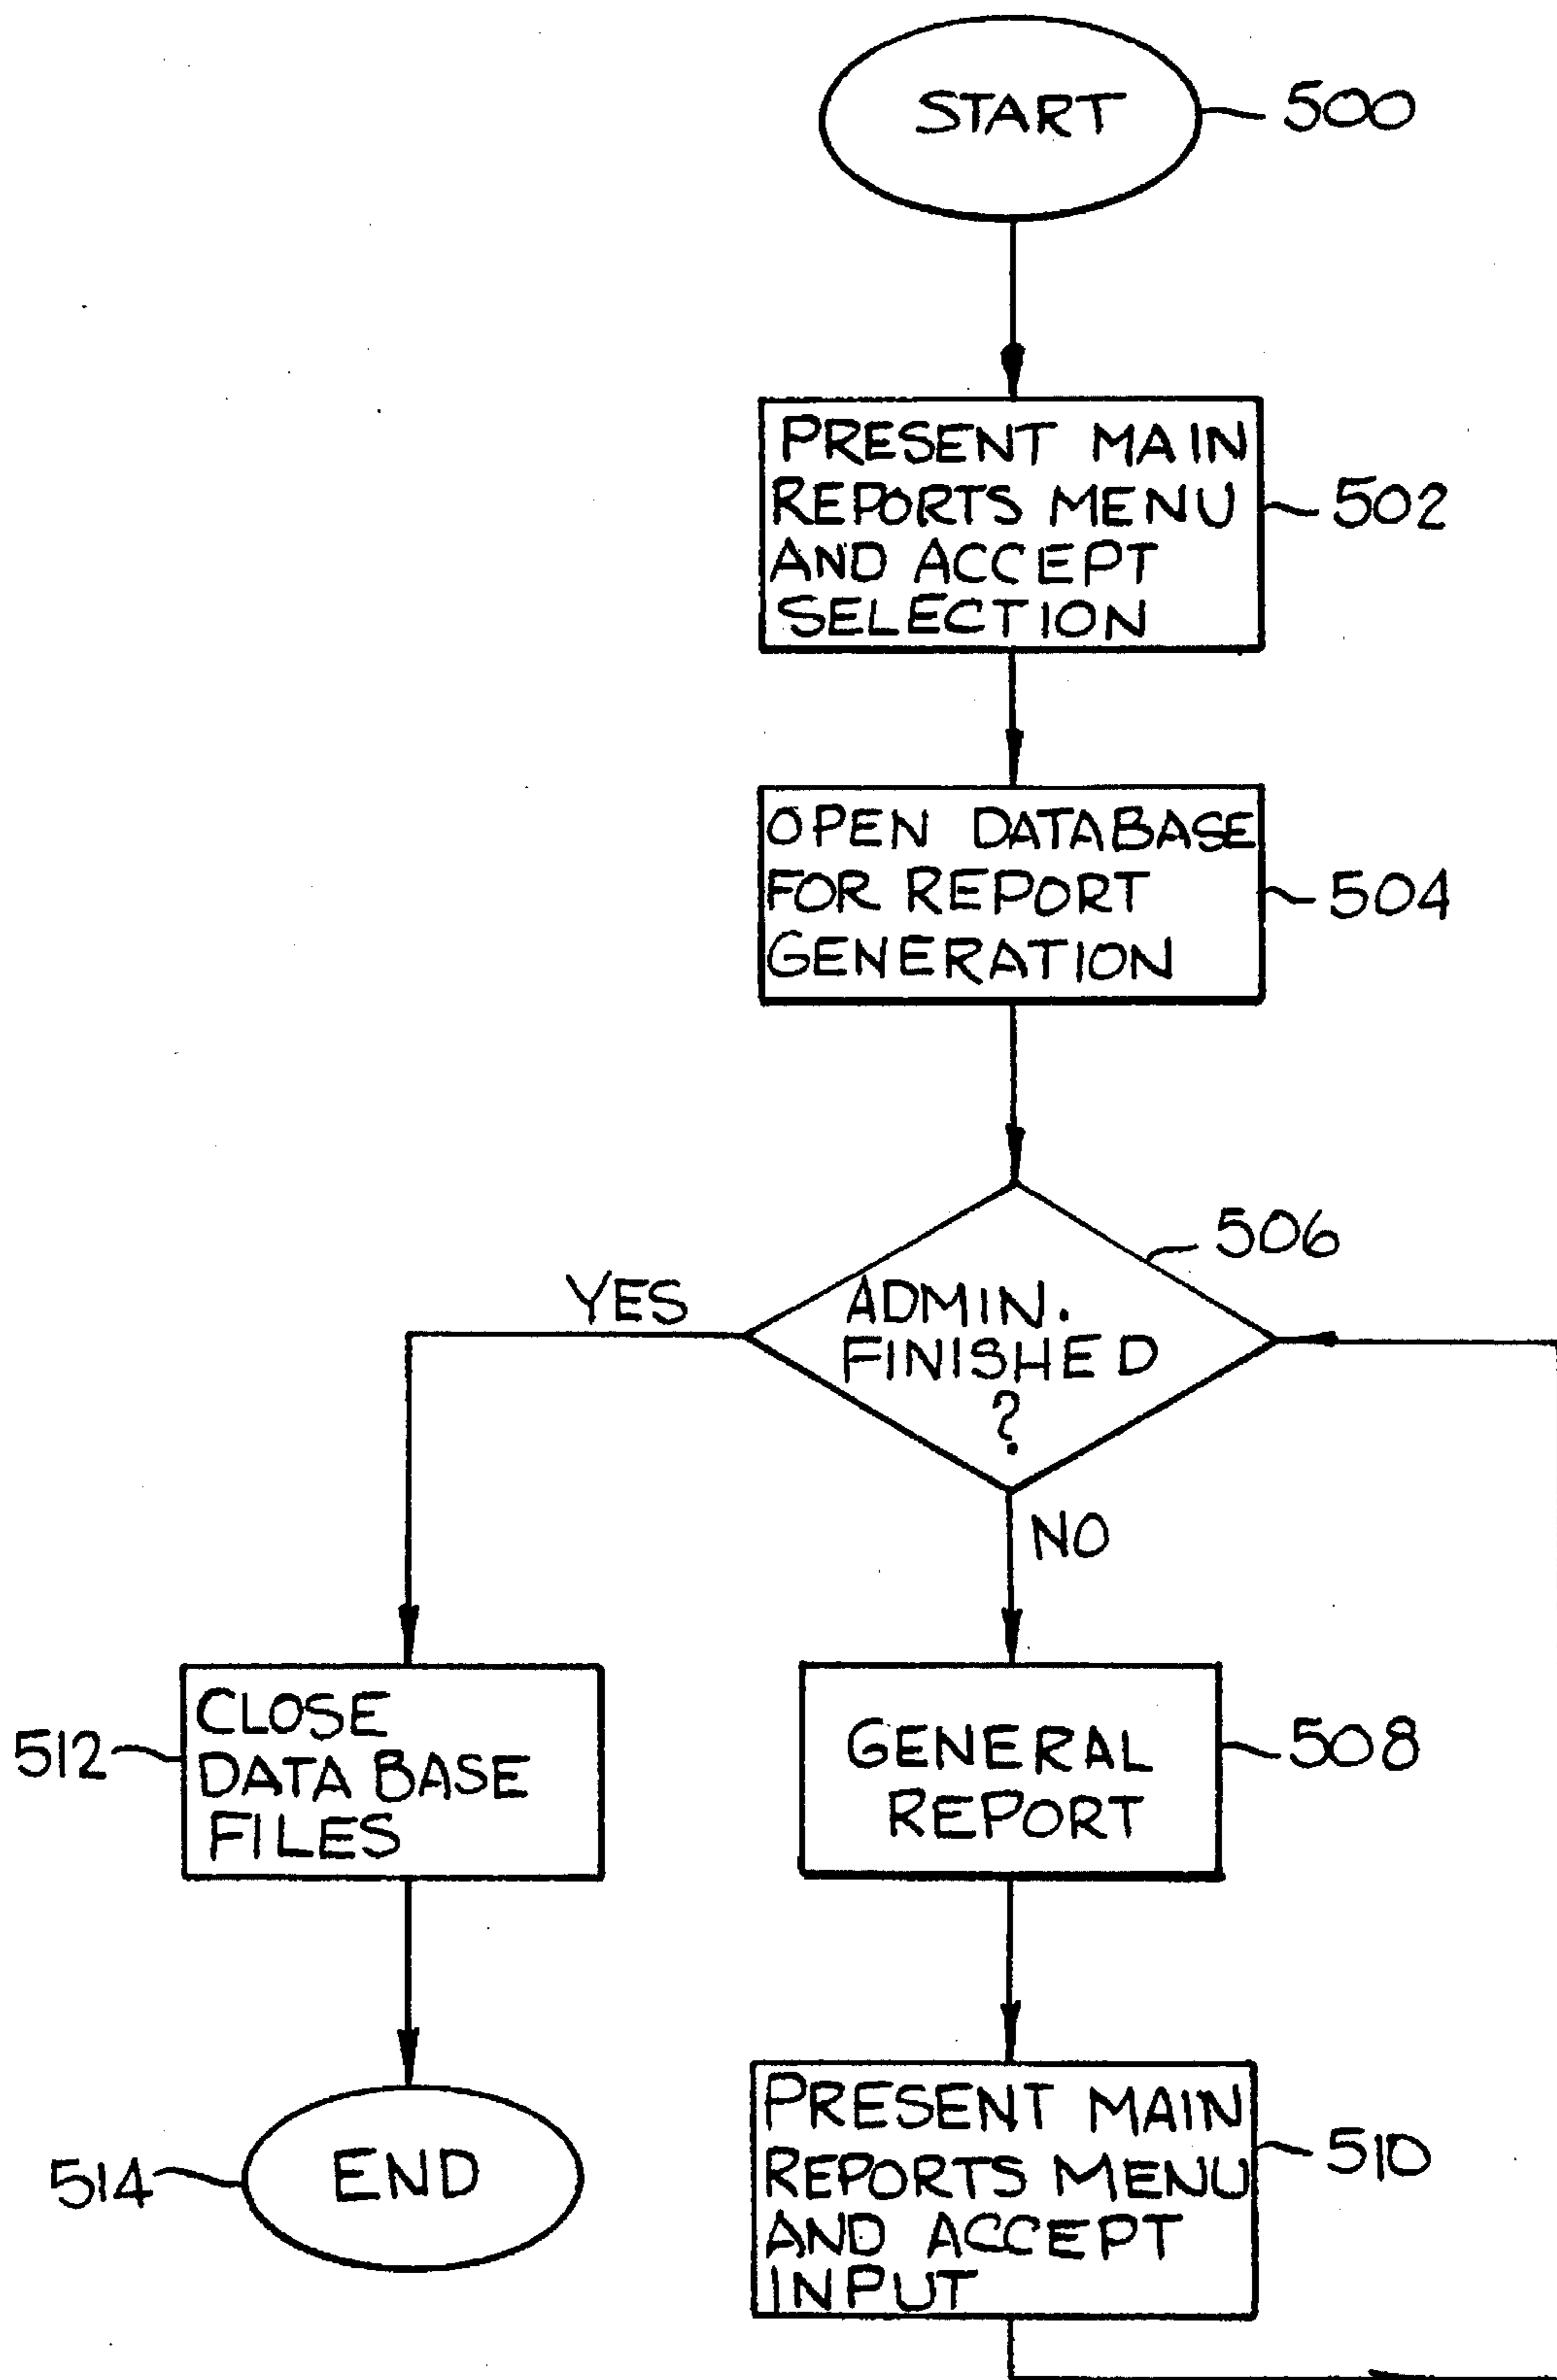 START
500
PRESENT MAIN
REPORTS MENU
AND ACCEPT
SELECTION
502
OPEN DATABASE
FOR REPORT
GENERATION
504
506
ADMIN.
FINISHED
?
YES
NO
CLOSE
DATA BASE
FILES
512
GENERAL
REPORT
508
END
514
PRESENT MAIN
REPORTS MENU
AND ACCEPT
INPUT
510